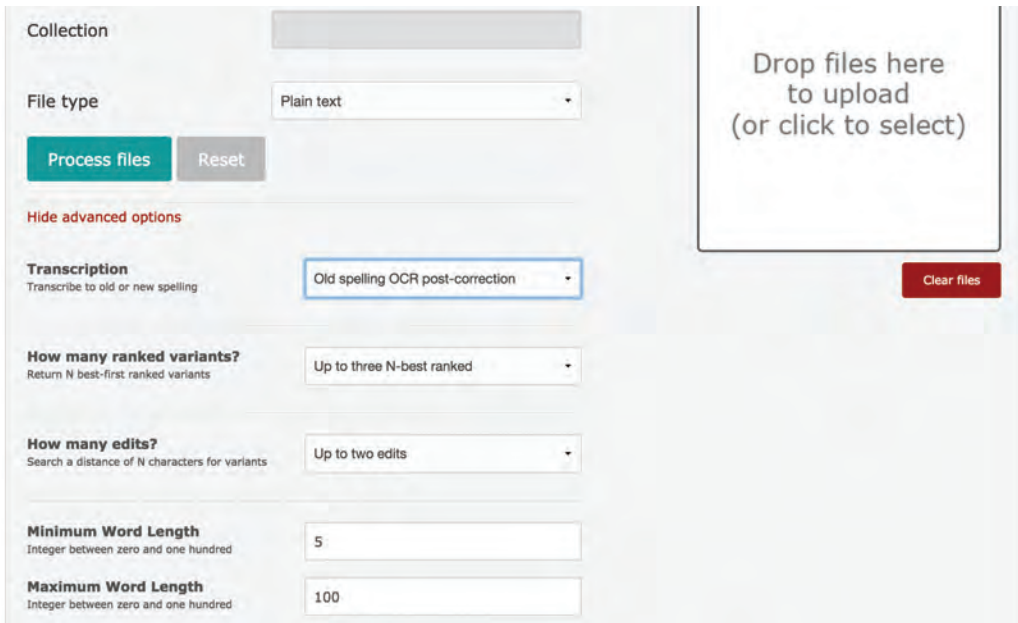 Collection
File type
Plain text
Process files
Reset
Hide advanced options
Transcription
Transcribe to old or new spelling
Old spelling OCR post-correction
How many ranked variants?
Return N best-first ranked variants
Up to three N-best ranked
How many edits?
Search a distance of N characters for variants
Up to two edits
Minimum Word Length
Integer between zero and one hundred
5
Maximum Word Length
Integer between zero and one hundred
100
Drop files here
to upload
(or click to select)
Clear files